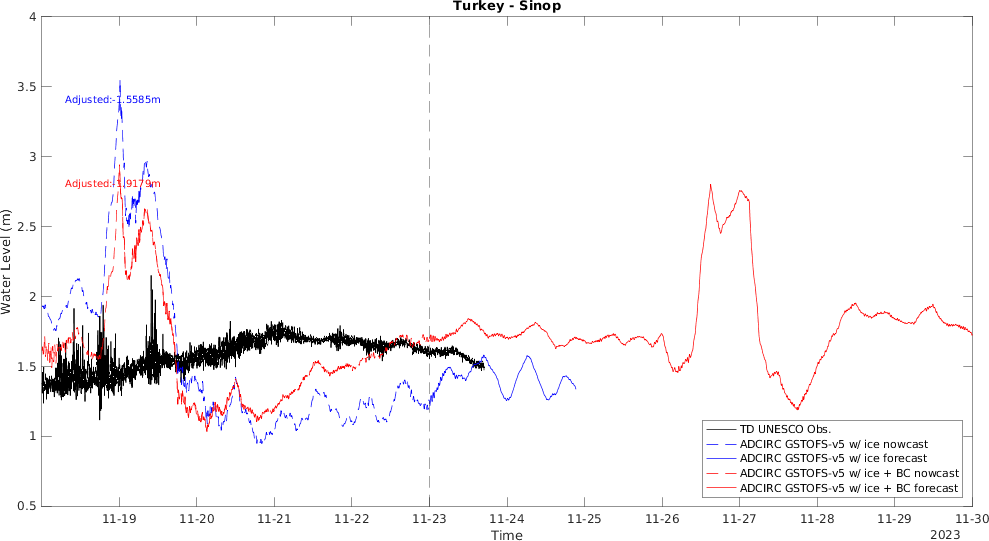 Turkey - Sinop
4
3.5
3
2.5
2
1.5
1
0.5
Water Level (m)
Adjusted:-1.5585m
Adjusted:-1.9179m
TD UNESCO Obs.
ADCIRC GSTOFS-v5 w/ ice nowcast
ADCIRC GSTOFS-v5 w/ ice forecast
ADCIRC GSTOFS-v5 w/ ice + BC nowcast
ADCIRC GSTOFS-v5 w/ ice + BC forecast
11-19 11-20 11-21 11-22 11-23 11-24 11-25 11-26 11-27 11-28 11-29 11-30
Time
2023